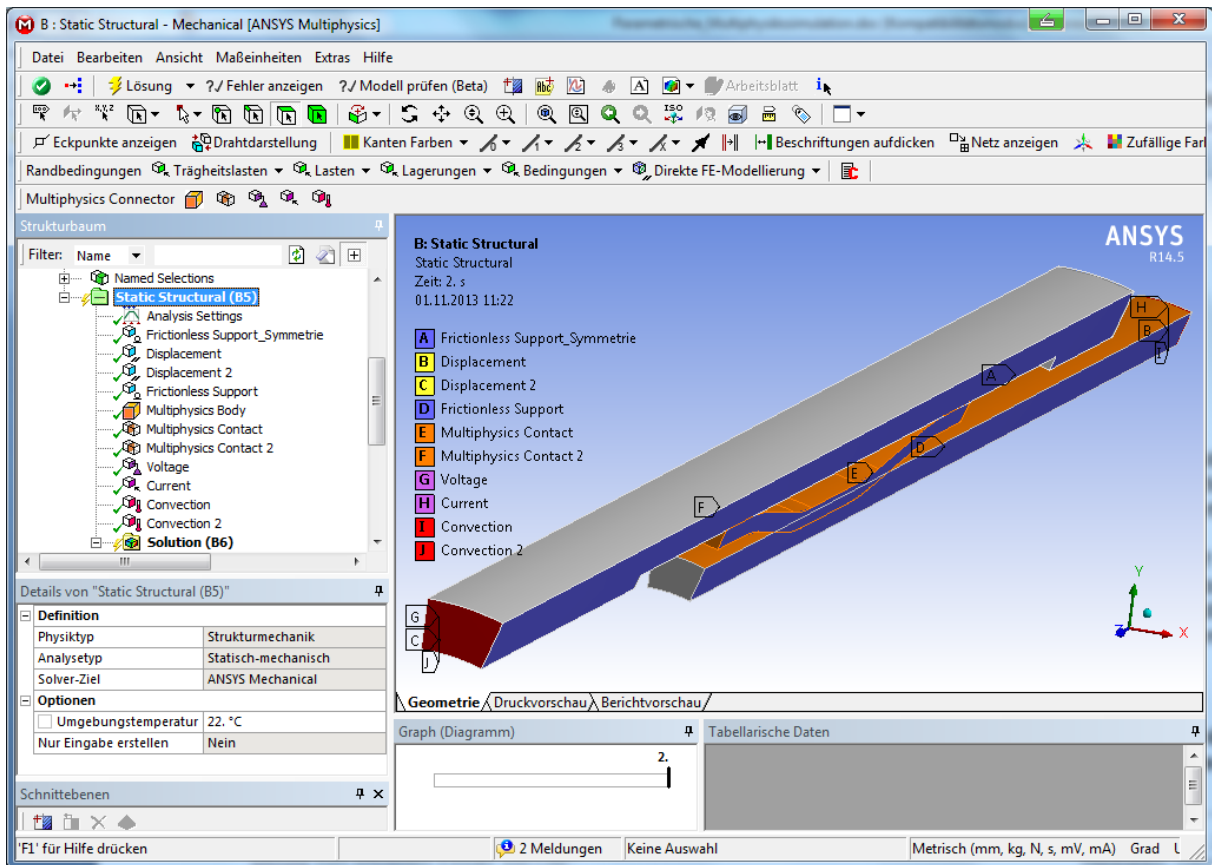 B : Static Structural - Mechanical [ANSYS Multiphysics]
Datei Bearbeiten Ansicht Maßeinheiten Extras Hilfe
Lösung ?/ Fehler anzeigen ?/ Modell prüfen (Beta) Arbeitsblatt
Eckpunkte anzeigen Drahtdarstellung Kanten Farben Beschriftungen aufdicken Netz anzeigen Zufällige Farl
Randbedingungen Trägheitslasten Lasten Lagerungen Bedingungen Direkte FE-Modellierung
Multiphysics Connector
Strukturbaum
Filter: Name
Named Selections
Static Structural (B5)
Analysis Settings
Frictionless Support_Symmetrie
Displacement
Displacement 2
Frictionless Support
Multiphysics Body
Multiphysics Contact
Multiphysics Contact 2
Voltage
Current
Convection
Convection 2
Solution (B6)
Details von "Static Structural (B5)"
Definition
Physiktyp Strukturmechanik
Analysetyp Statisch-mechanisch
Solver-Ziel ANSYS Mechanical
Optionen
Umgebungstemperatur 22. °C
Nur Eingabe erstellen Nein
Schnittebenen
B: Static Structural
Static Structural
Zeit: 2. s
01.11.2013 11:22
A Frictionless Support_Symmetrie
B Displacement
C Displacement 2
D Frictionless Support
E Multiphysics Contact
F Multiphysics Contact 2
G Voltage
H Current
I Convection
J Convection 2
ANSYS
R14.5
H
B
I
A
D
E
F
G
C
J
Y
Z
X
Geometrie Druckvorschau Berichtvorschau
Graph (Diagramm)
2.
Tabellarische Daten
'F1' für Hilfe drücken 2 Meldungen Keine Auswahl Metrisch (mm, kg, N, s, mV, mA) Grad